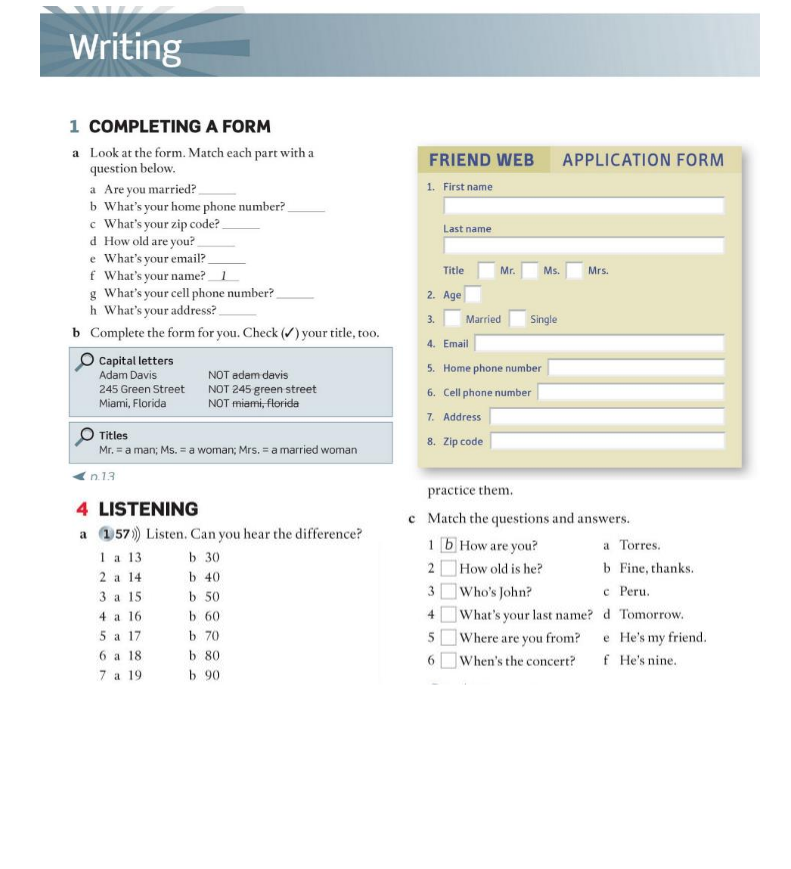 Writing
1 COMPLETING A FORM
a Look at the form. Match each part with a
question below.
a Are you married? ______
b What's your home phone number? ______
c What's your zip code? ______
d How old are you? ______
e What's your email? ______
f What's your name? __1__
g What's your cell phone number? ______
h What's your address? ______
b Complete the form for you. Check (✓) your title, too.
Capital letters
Adam Davis NOT adam davis
245 Green Street NOT 245 green street
Miami, Florida NOT miami, florida
Titles
Mr. = a man; Ms. = a woman; Mrs. = a married woman
p.13
FRIEND WEB APPLICATION FORM
1. First name
Last name
Title Mr. Ms. Mrs.
2. Age
3. Married Single
4. Email
5. Home phone number
6. Cell phone number
7. Address
8. Zip code
4 LISTENING
a 1 57))) Listen. Can you hear the difference?
1 a 13 b 30
2 a 14 b 40
3 a 15 b 50
4 a 16 b 60
5 a 17 b 70
6 a 18 b 80
7 a 19 b 90
practice them.
c Match the questions and answers.
1 b How are you? a Torres.
2 How old is he? b Fine, thanks.
3 Who's John? c Peru.
4 What's your last name? d Tomorrow.
5 Where are you from? e He's my friend.
6 When's the concert? f He's nine.